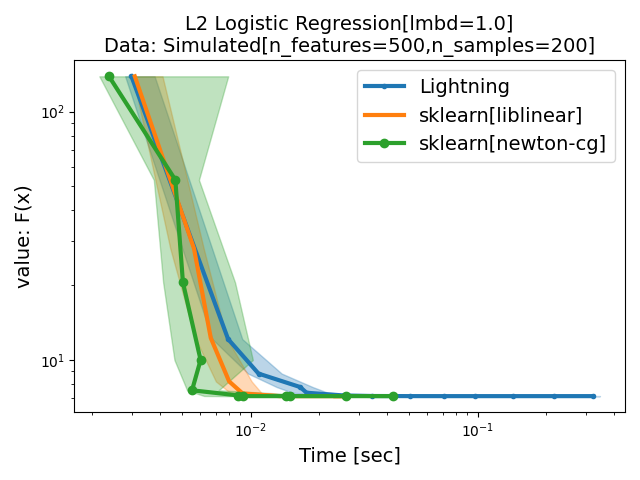 L2 Logistic Regression[lmbd=1.0]
Data: Simulated[n_features=500,n_samples=200]
Lightning
sklearn[liblinear]
sklearn[newton-cg]
value: F(x)
10²
10¹
10⁻²
10⁻¹
Time [sec]